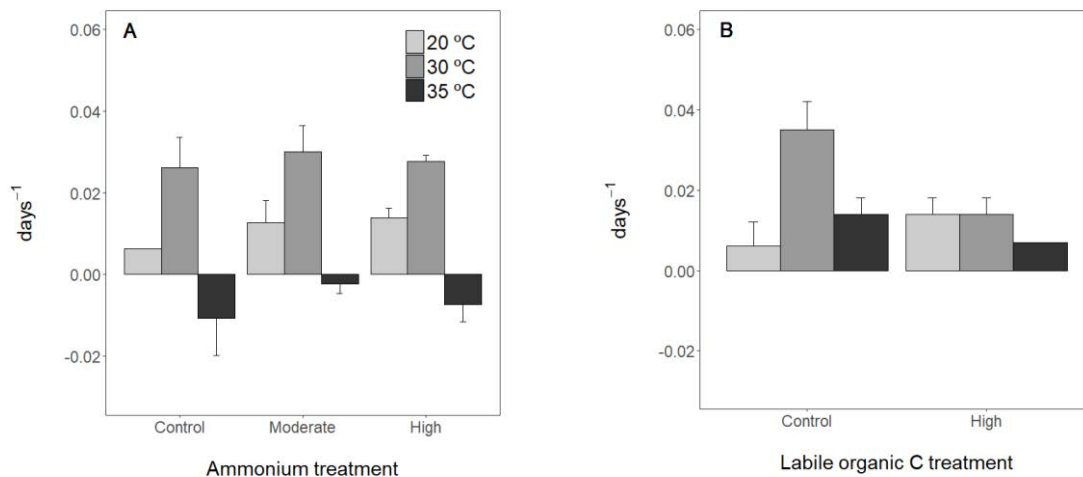 A
20 ºC
30 ºC
35 ºC
0.06
0.04
0.02
0.00
-0.02
days⁻¹
Control Moderate High
Ammonium treatment
B
0.06
0.04
0.02
0.00
-0.02
days⁻¹
Control High
Labile organic C treatment